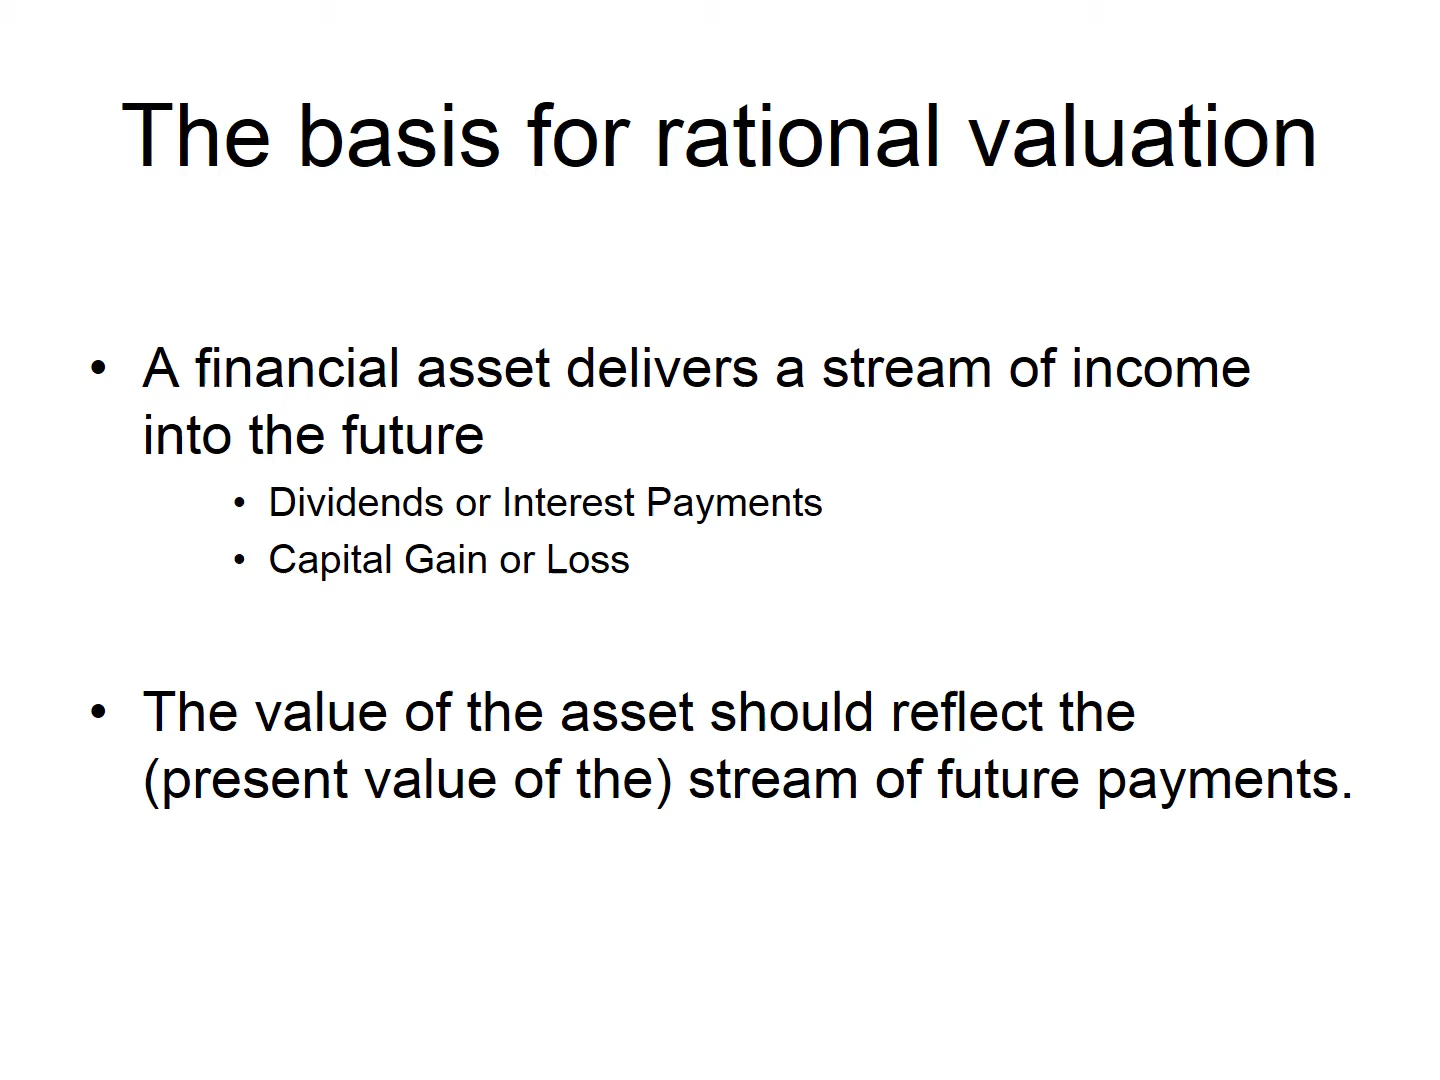 The basis for rational valuation
• A financial asset delivers a stream of income
into the future
• Dividends or Interest Payments
• Capital Gain or Loss
• The value of the asset should reflect the
(present value of the) stream of future payments.